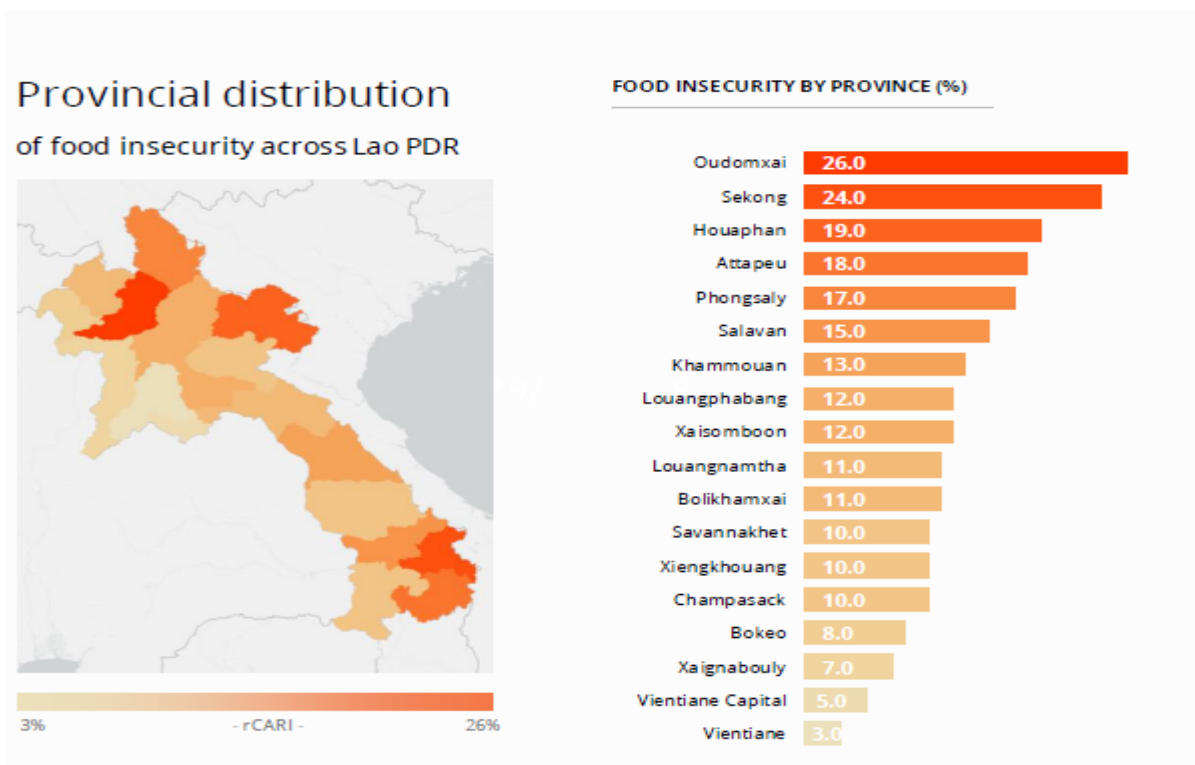 Provincial distribution
of food insecurity across Lao PDR
3%
- rCARI -
26%
FOOD INSECURITY BY PROVINCE (%)
Oudomxai 26.0
Sekong 24.0
Houaphan 19.0
Attapeu 18.0
Phongsaly 17.0
Salavan 15.0
Khammouan 13.0
Louangphabang 12.0
Xaisomboon 12.0
Louangnamtha 11.0
Bolikhamxai 11.0
Savannakhet 10.0
Xiengkhouang 10.0
Champasack 10.0
Bokeo 8.0
Xaignabouly 7.0
Vientiane Capital 5.0
Vientiane 3.0